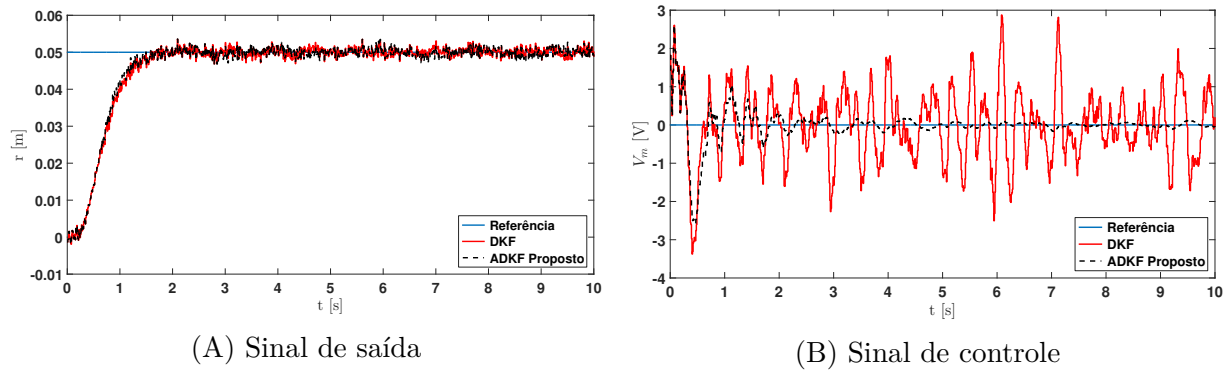 0.06
0.05
0.04
0.03
0.02
0.01
0
-0.01
r [m]
0 1 2 3 4 5 6 7 8 9 10
t [s]
Referência
DKF
ADKF Proposto
(A) Sinal de saída
3
2
1
0
-1
-2
-3
-4
V_m [V]
0 1 2 3 4 5 6 7 8 9 10
t [s]
Referência
DKF
ADKF Proposto
(B) Sinal de controle